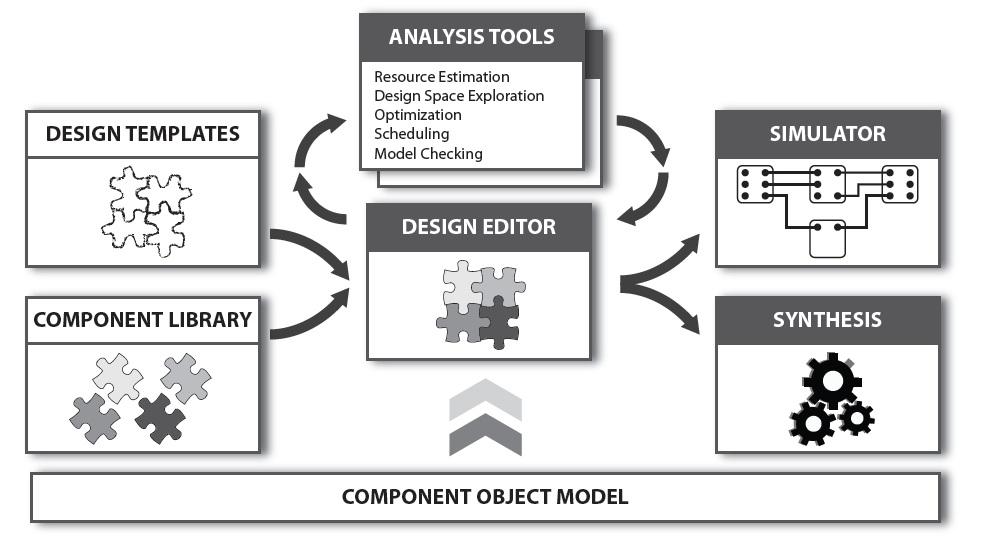 ANALYSIS TOOLS
Resource Estimation
Design Space Exploration
Optimization
Scheduling
Model Checking
DESIGN TEMPLATES
SIMULATOR
DESIGN EDITOR
COMPONENT LIBRARY
SYNTHESIS
COMPONENT OBJECT MODEL